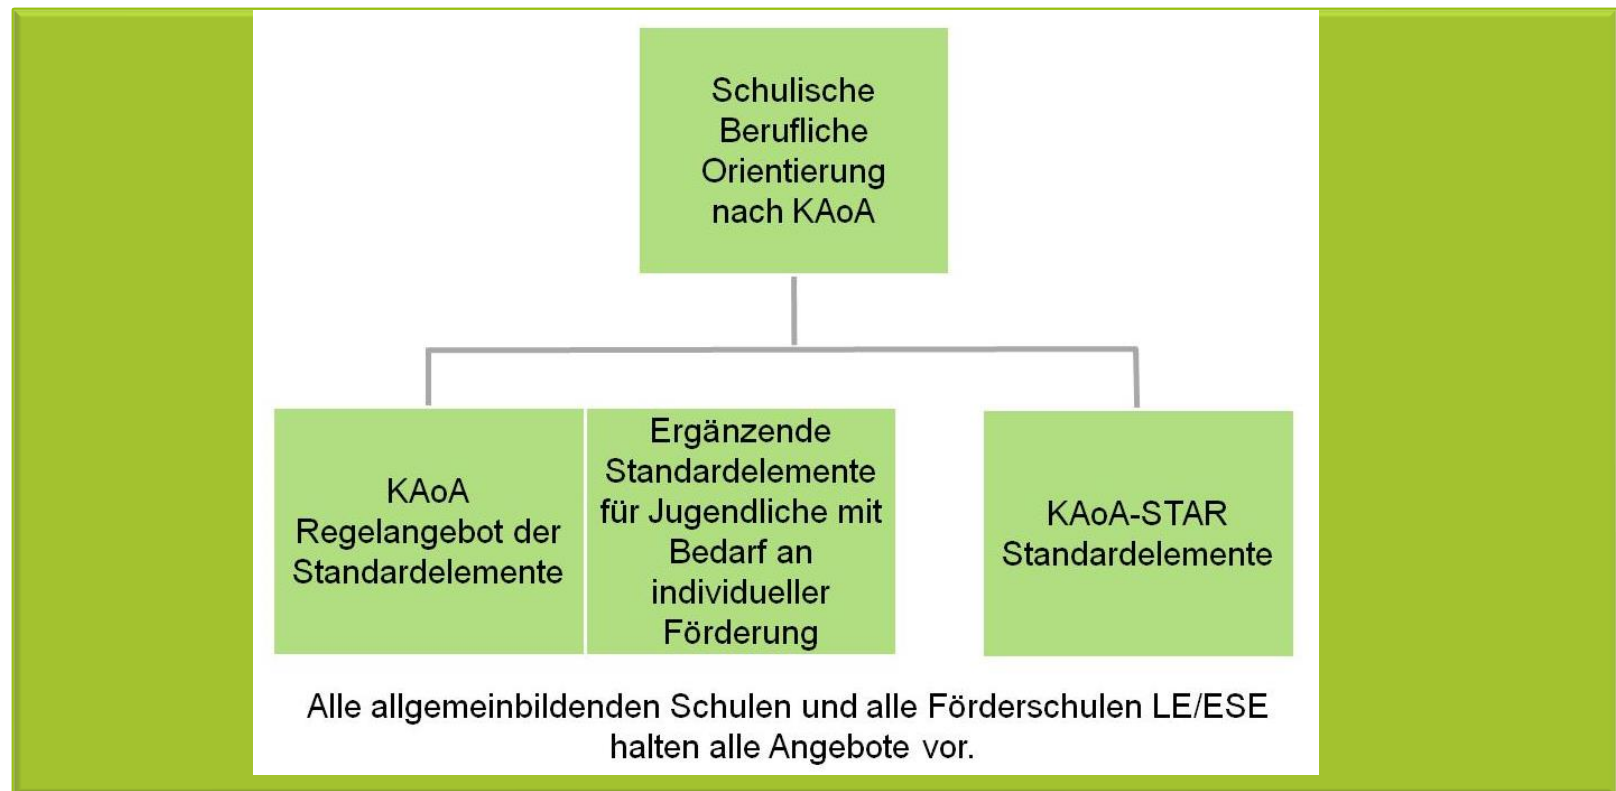 Schulische
Berufliche
Orientierung
nach KAoA
KAoA
Regelangebot der
Standardelemente
Ergänzende
Standardelemente
für Jugendliche mit
Bedarf an
individueller
Förderung
KAoA-STAR
Standardelemente
Alle allgemeinbildenden Schulen und alle Förderschulen LE/ESE
halten alle Angebote vor.